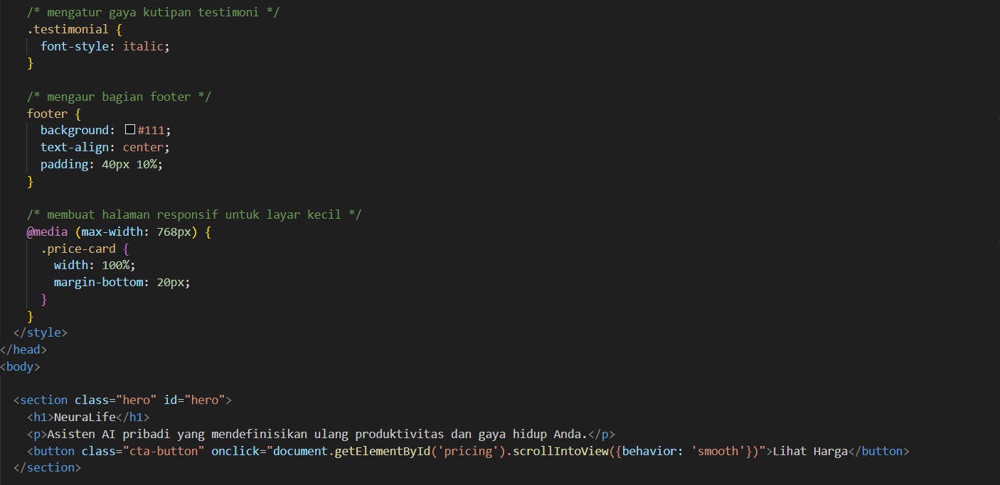 /* mengatur gaya kutipan testimoni */
.testimonial {
font-style: italic;
}
/* mengaur bagian footer */
footer {
background: #111;
text-align: center;
padding: 40px 10%;
}
/* membuat halaman responsif untuk layar kecil */
@media (max-width: 768px) {
.price-card {
width: 100%;
margin-bottom: 20px;
}
}
</style>
</head>
<body>
<section class="hero" id="hero">
<h1>NeuraLife</h1>
<p>Asisten AI pribadi yang mendefinisikan ulang produktivitas dan gaya hidup Anda.</p>
<button class="cta-button" onclick="document.getElementById('pricing').scrollIntoView({behavior: 'smooth'})">Lihat Harga</button>
</section>